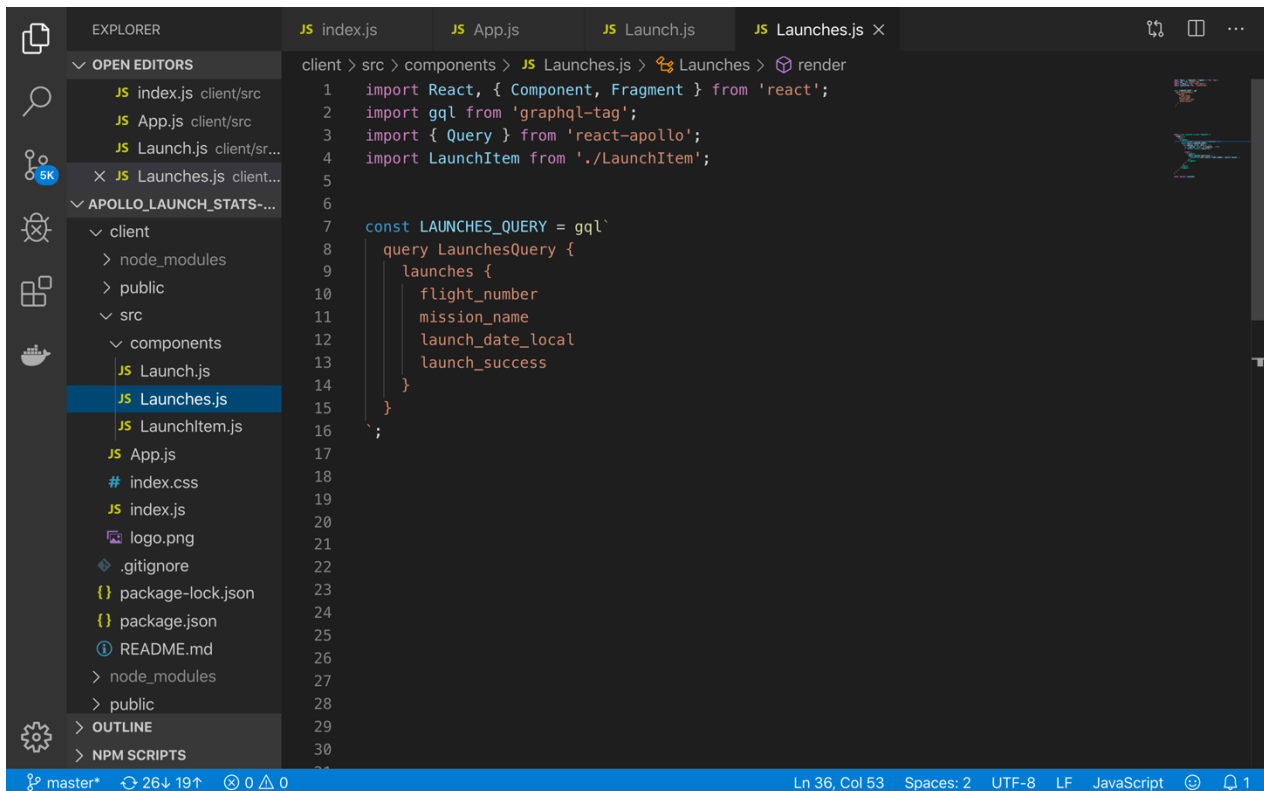 EXPLORER
JS index.js
JS App.js
JS Launch.js
JS Launches.js ×
...
OPEN EDITORS
JS index.js client/src
JS App.js client/src
JS Launch.js client/sr...
× JS Launches.js client...
5K
APOLLO_LAUNCH_STATS-...
client
node_modules
public
src
components
JS Launch.js
JS Launches.js
JS LaunchItem.js
JS App.js
# index.css
JS index.js
logo.png
.gitignore
{} package-lock.json
{} package.json
README.md
node_modules
public
OUTLINE
NPM SCRIPTS
client > src > components > JS Launches.js > Launches > render
1 import React, { Component, Fragment } from 'react';
2 import gql from 'graphql-tag';
3 import { Query } from 'react-apollo';
4 import LaunchItem from './LaunchItem';
5
6
7 const LAUNCHES_QUERY = gql`
8 query LaunchesQuery {
9 launches {
10 flight_number
11 mission_name
12 launch_date_local
13 launch_success
14 }
15 }
16 `;
17
18
19
20
21
22
23
24
25
26
27
28
29
30
master* 26↓ 19↑ 0 0 Ln 36, Col 53 Spaces: 2 UTF-8 LF JavaScript 1